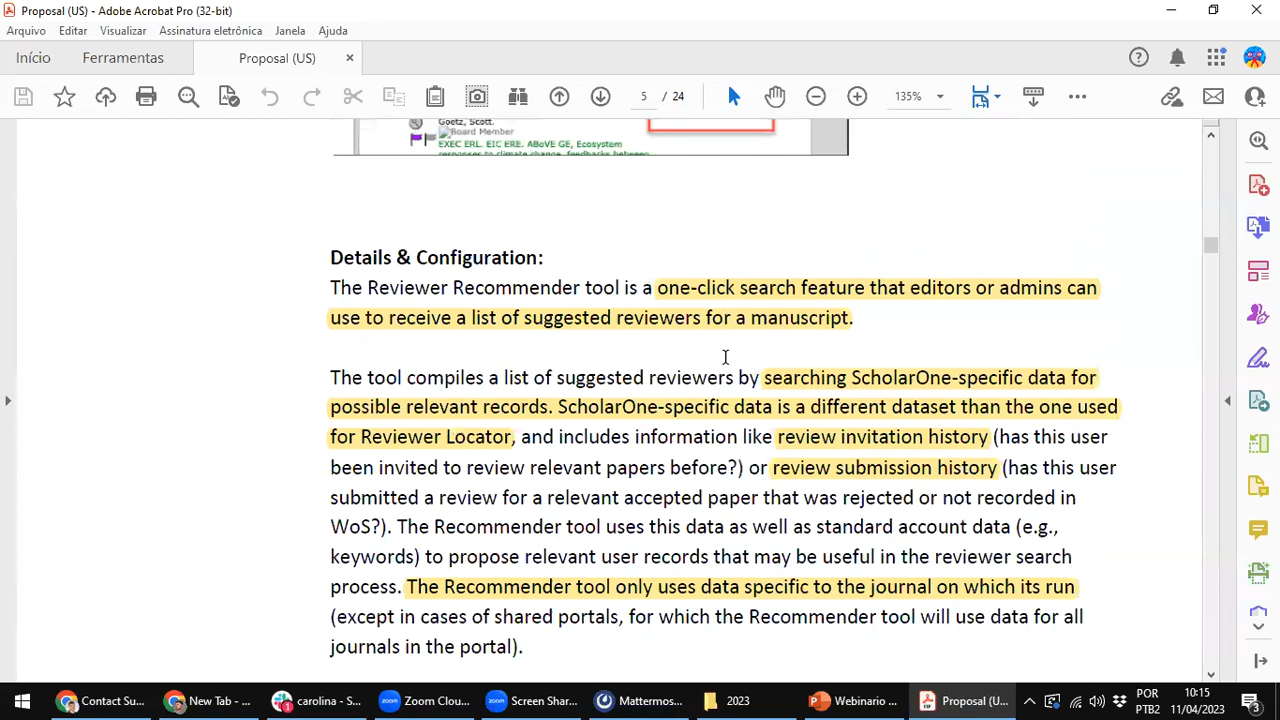 Proposal (US) - Adobe Acrobat Pro (32-bit)
Arquivo Editar Visualizar Assinatura eletrônica Janela Ajuda
Início Ferramentas Proposal (US) ×
5 / 24 135%
Goetz, Scott.
Board Member
EXEC ERL. EIC ERE. ABoVE GE, Ecosystem
responses to climate change, feedbacks between
Details & Configuration:
The Reviewer Recommender tool is a one-click search feature that editors or admins can
use to receive a list of suggested reviewers for a manuscript.
The tool compiles a list of suggested reviewers by searching ScholarOne-specific data for
possible relevant records. ScholarOne-specific data is a different dataset than the one used
for Reviewer Locator, and includes information like review invitation history (has this user
been invited to review relevant papers before?) or review submission history (has this user
submitted a review for a relevant accepted paper that was rejected or not recorded in
WoS?). The Recommender tool uses this data as well as standard account data (e.g.,
keywords) to propose relevant user records that may be useful in the reviewer search
process. The Recommender tool only uses data specific to the journal on which its run
(except in cases of shared portals, for which the Recommender tool will use data for all
journals in the portal).
Contact Su... New Tab - ... carolina - S... Zoom Clou... Screen Shar... Mattermos... 2023 Webinario ... Proposal (U...
POR 10:15
PTB2 11/04/2023 3